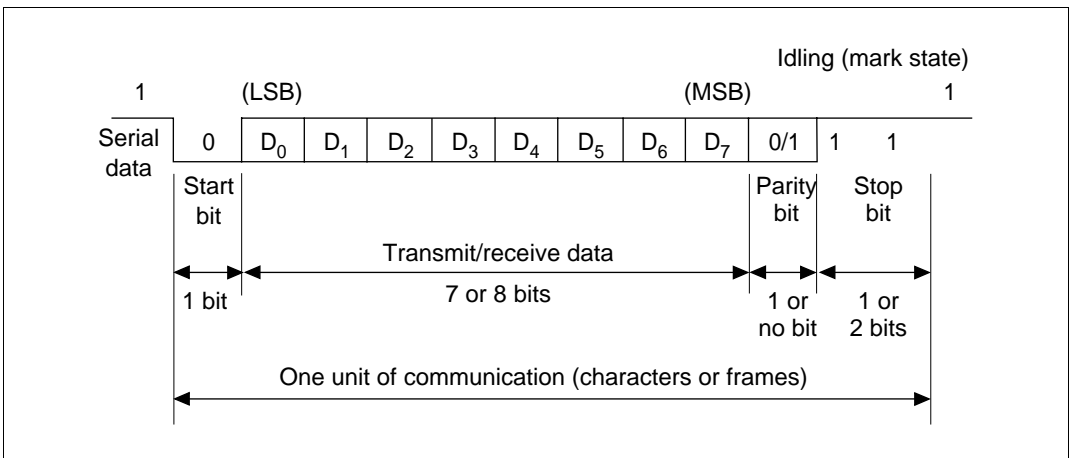 Idling (mark state)
1 (LSB) (MSB) 1
Serial data
0 D0 D1 D2 D3 D4 D5 D6 D7 0/1 1 1
Start bit
Parity bit
Stop bit
Transmit/receive data
1 bit
7 or 8 bits
1 or no bit
1 or 2 bits
One unit of communication (characters or frames)